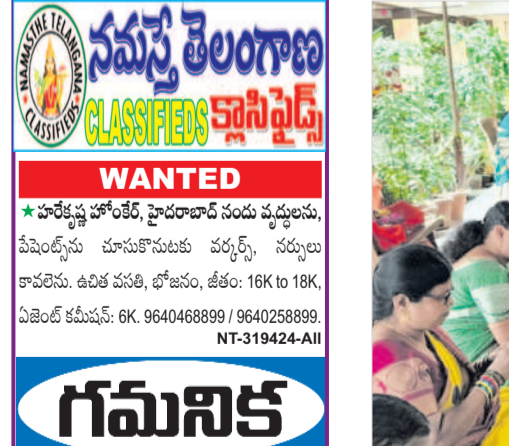 NAMASTHE TELANGANA
CLASSIFIEDS
నమస్తే తెలంగాణ
CLASSIFIEDS క్లాసిఫైడ్స్
WANTED
★ హరేకృష్ణ హోంకేర్, హైదరాబాద్ నందు వృద్ధులను,
పేషెంట్స్‌ను చూసుకొనుటకు వర్కర్స్, నర్సులు
కావలెను. ఉచిత వసతి, భోజనం, జీతం: 16K to 18K,
ఏజెంట్ కమీషన్: 6K. 9640468899 / 9640258899.
NT-319424-All
గమనిక